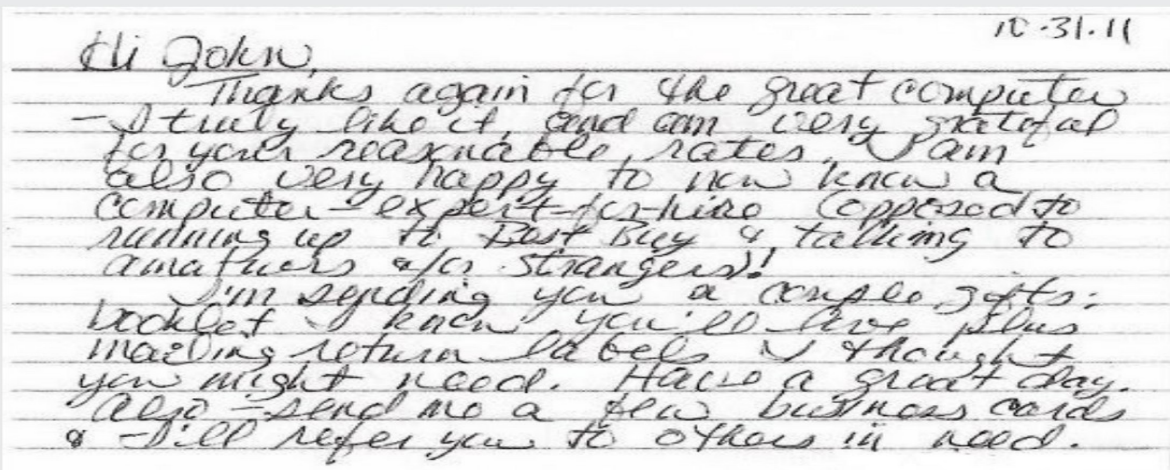 10-31-11
Hi John,
Thanks again for the great computer
- I truly like it, and am very grateful
for your reasonable rates. I am
also very happy to now know a
computer-expert-for-hire (opposed to
running up to Best Buy & talking to
amatuers &/or strangers)!
I'm sending you a couple gifts:
booklet I know you'll love plus
mailing return labels I thought
you might need. Have a great day.
Also - send me a few business cards
& I'll refer you to others in need.